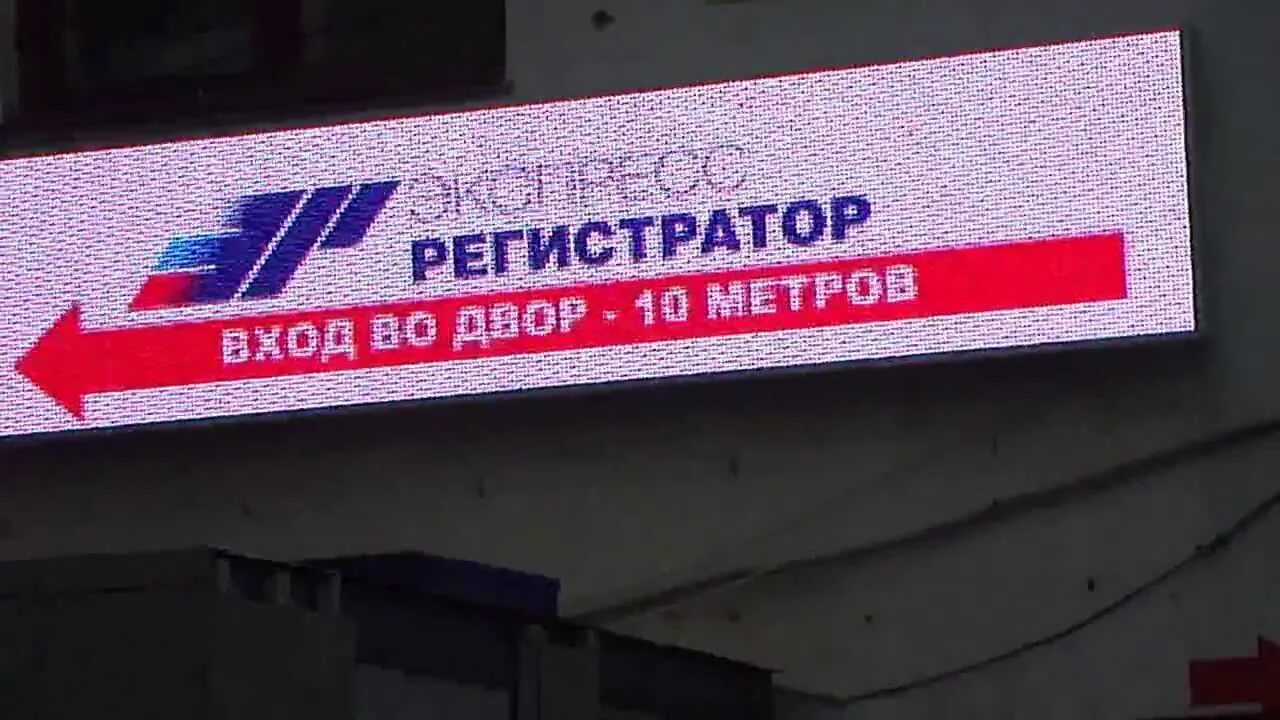 ЭКСПРЕСС
РЕГИСТРАТОР
ВХОД ВО ДВОР - 10 МЕТРОВ